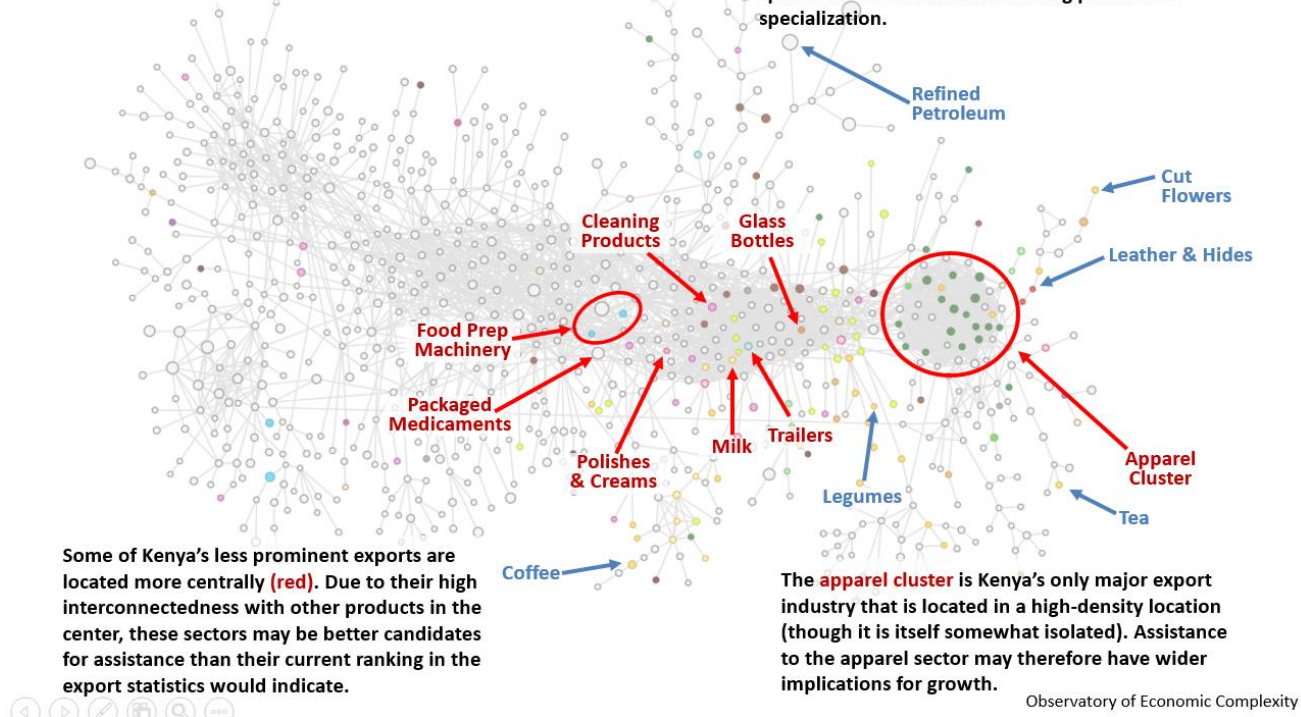 specialization.
Refined
Petroleum
Cut
Flowers
Cleaning
Products
Glass
Bottles
Leather & Hides
Food Prep
Machinery
Packaged
Medicaments
Polishes
& Creams
Milk
Trailers
Legumes
Apparel
Cluster
Tea
Coffee
Some of Kenya’s less prominent exports are
located more centrally (red). Due to their high
interconnectedness with other products in the
center, these sectors may be better candidates
for assistance than their current ranking in the
export statistics would indicate.
The apparel cluster is Kenya’s only major export
industry that is located in a high-density location
(though it is itself somewhat isolated). Assistance
to the apparel sector may therefore have wider
implications for growth.
Observatory of Economic Complexity